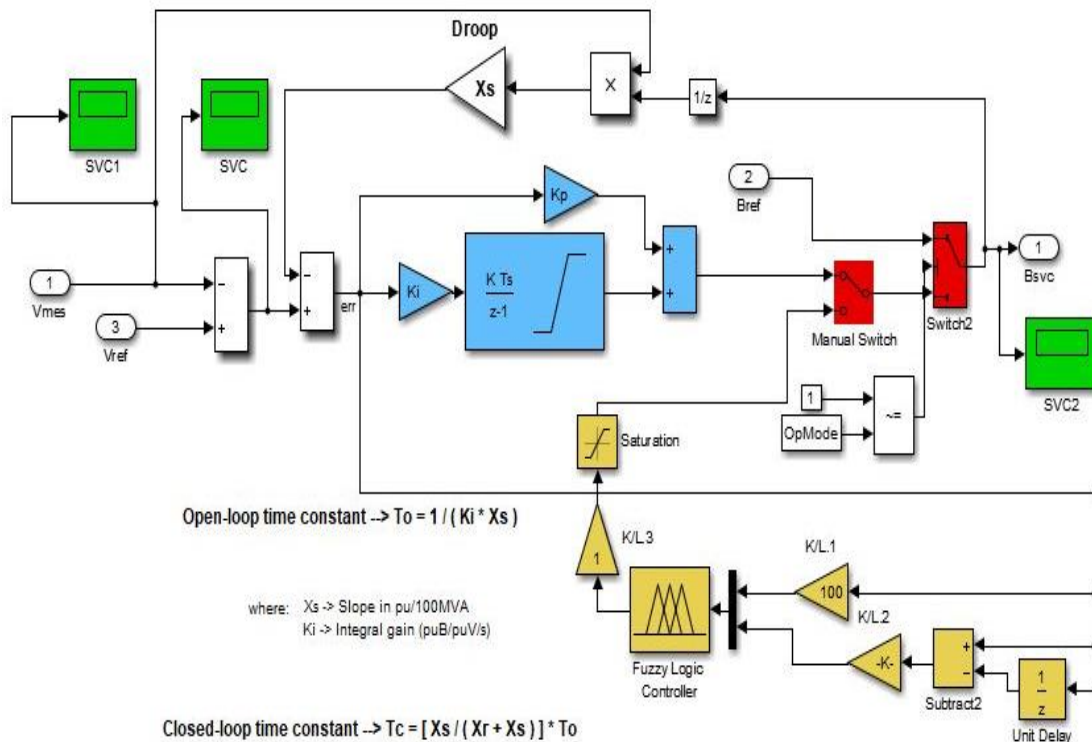 Droop
Xs
X
1/z
SVC1
SVC
Kp
2
Bref
1
Vmes
3
Vref
−
+
−
+
err
Ki
K Ts
z-1
+
+
Manual Switch
Switch2
1
Bsvc
SVC2
1
OpMode
~=
Saturation
Open-loop time constant --> To = 1 / ( Ki * Xs )
K/L.3
1
K/L.1
100
where: Xs -> Slope in pu/100MVA
Ki -> Integral gain (puB/puV/s)
K/L.2
-K-
Fuzzy Logic
Controller
+
−
Subtract2
1
z
Unit Delay
Closed-loop time constant --> Tc = [ Xs / ( Xr + Xs ) ] * To